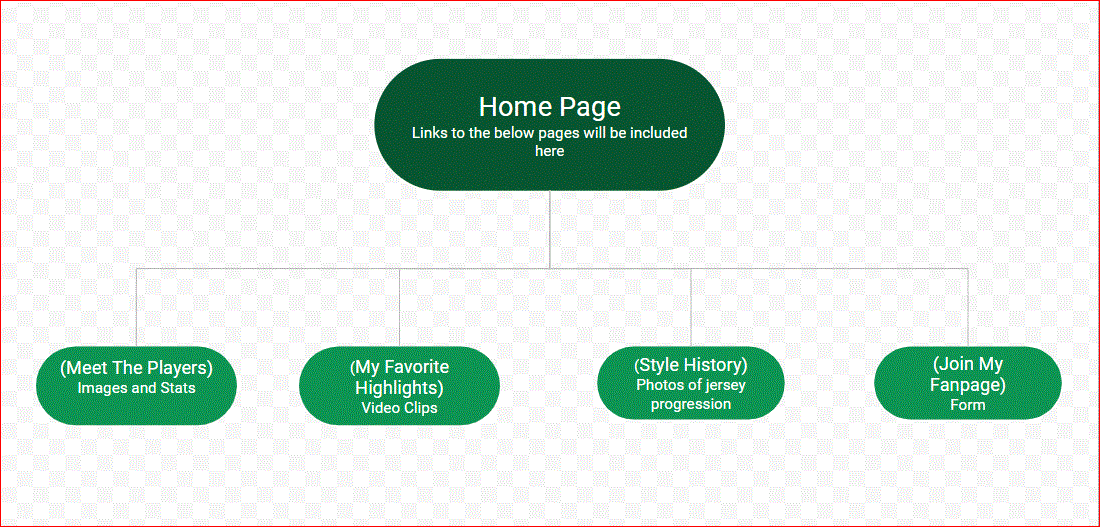 Home Page
Links to the below pages will be included
here
(Meet The Players)
Images and Stats
(My Favorite
Highlights)
Video Clips
(Style History)
Photos of jersey
progression
(Join My
Fanpage)
Form